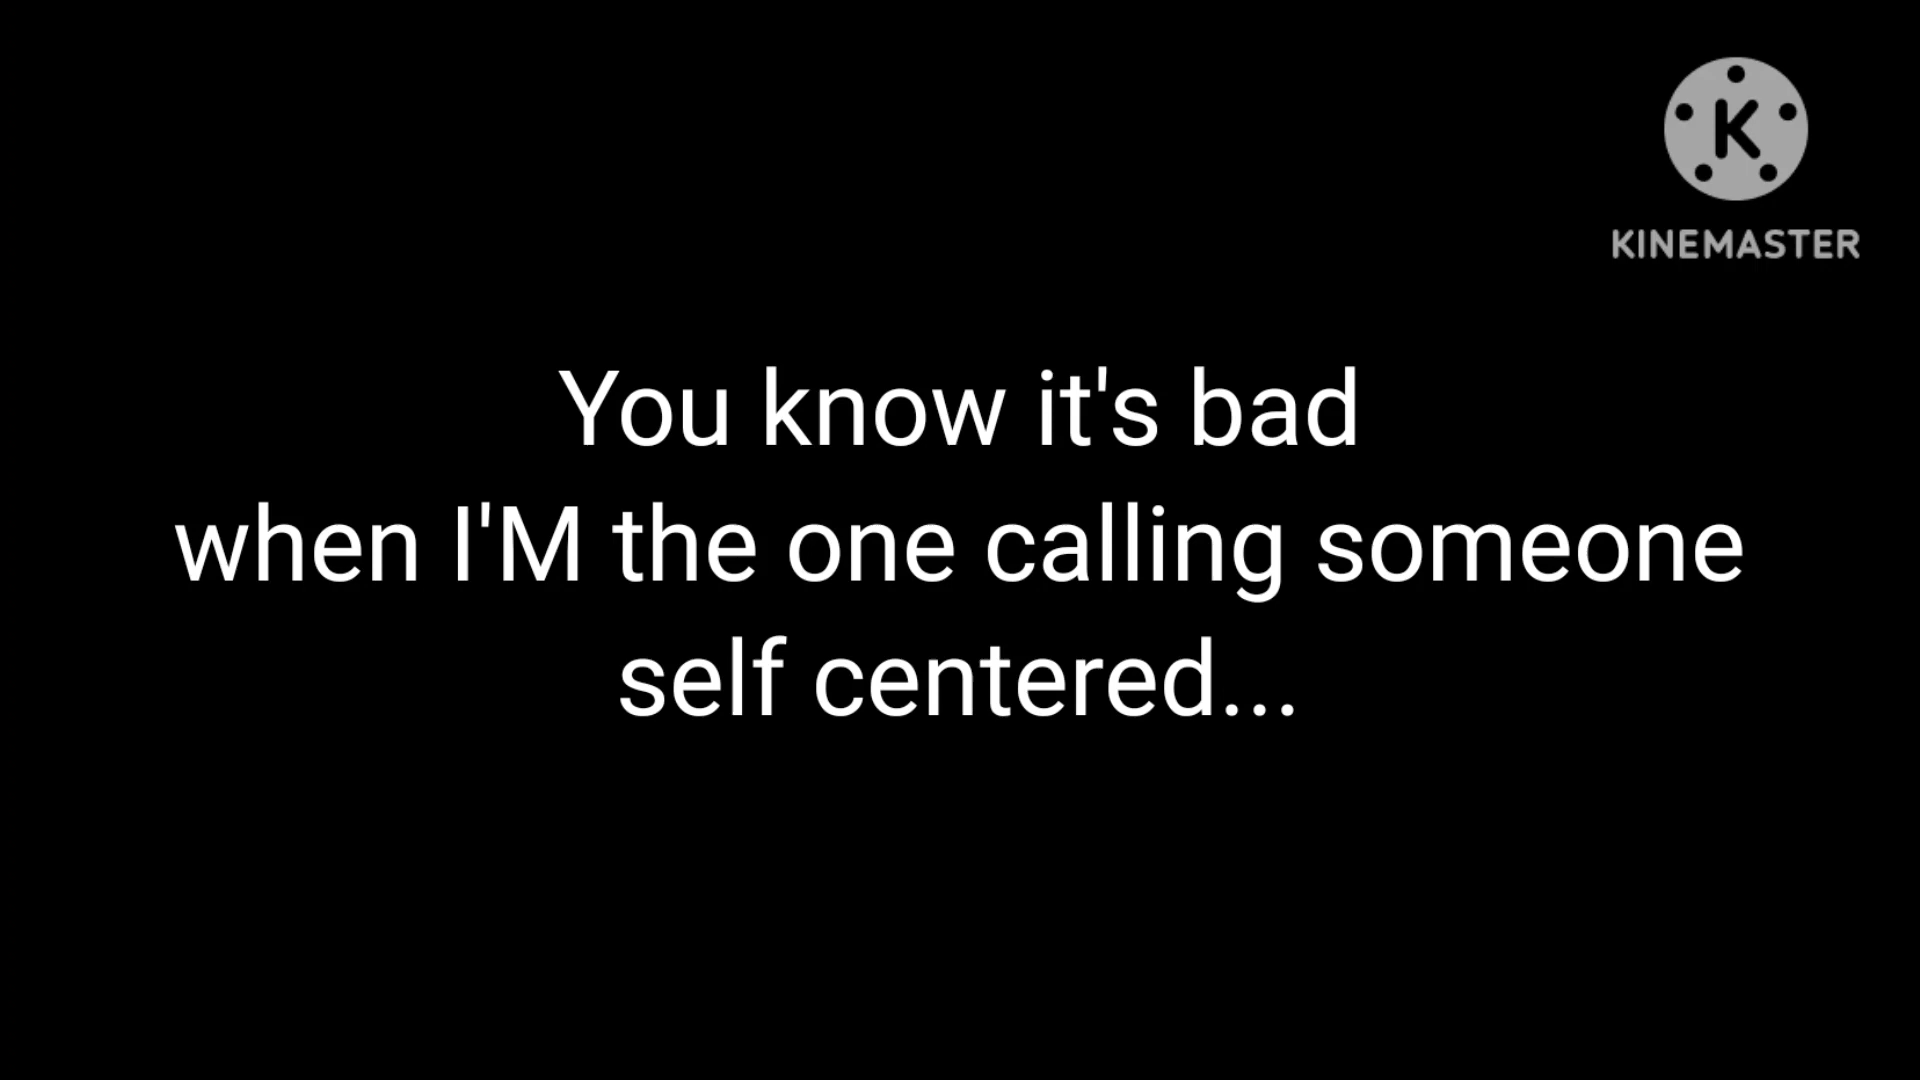 K
KINEMASTER
You know it's bad
when I'M the one calling someone
self centered...